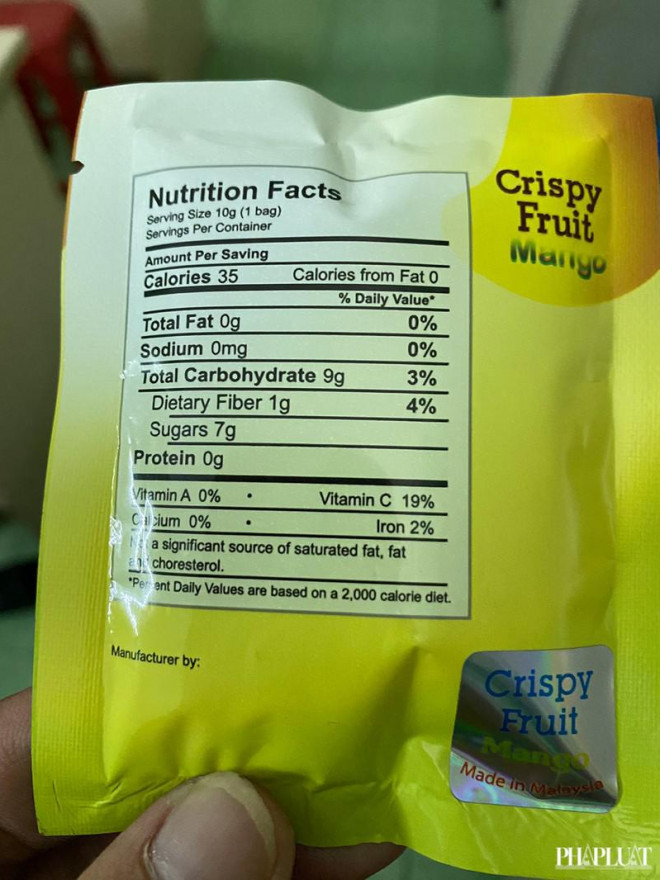 Crispy
Fruit
Mango
Nutrition Facts
Serving Size 10g (1 bag)
Servings Per Container
Amount Per Saving
Calories 35 Calories from Fat 0
% Daily Value*
Total Fat 0g 0%
Sodium 0mg 0%
Total Carbohydrate 9g 3%
Dietary Fiber 1g 4%
Sugars 7g
Protein 0g
Vitamin A 0% • Vitamin C 19%
Calcium 0% • Iron 2%
Not a significant source of saturated fat, fat
and choresterol.
*Percent Daily Values are based on a 2,000 calorie diet.
Manufacturer by:
Crispy
Fruit
Mango
Made in Malaysia
PHAPLUAT